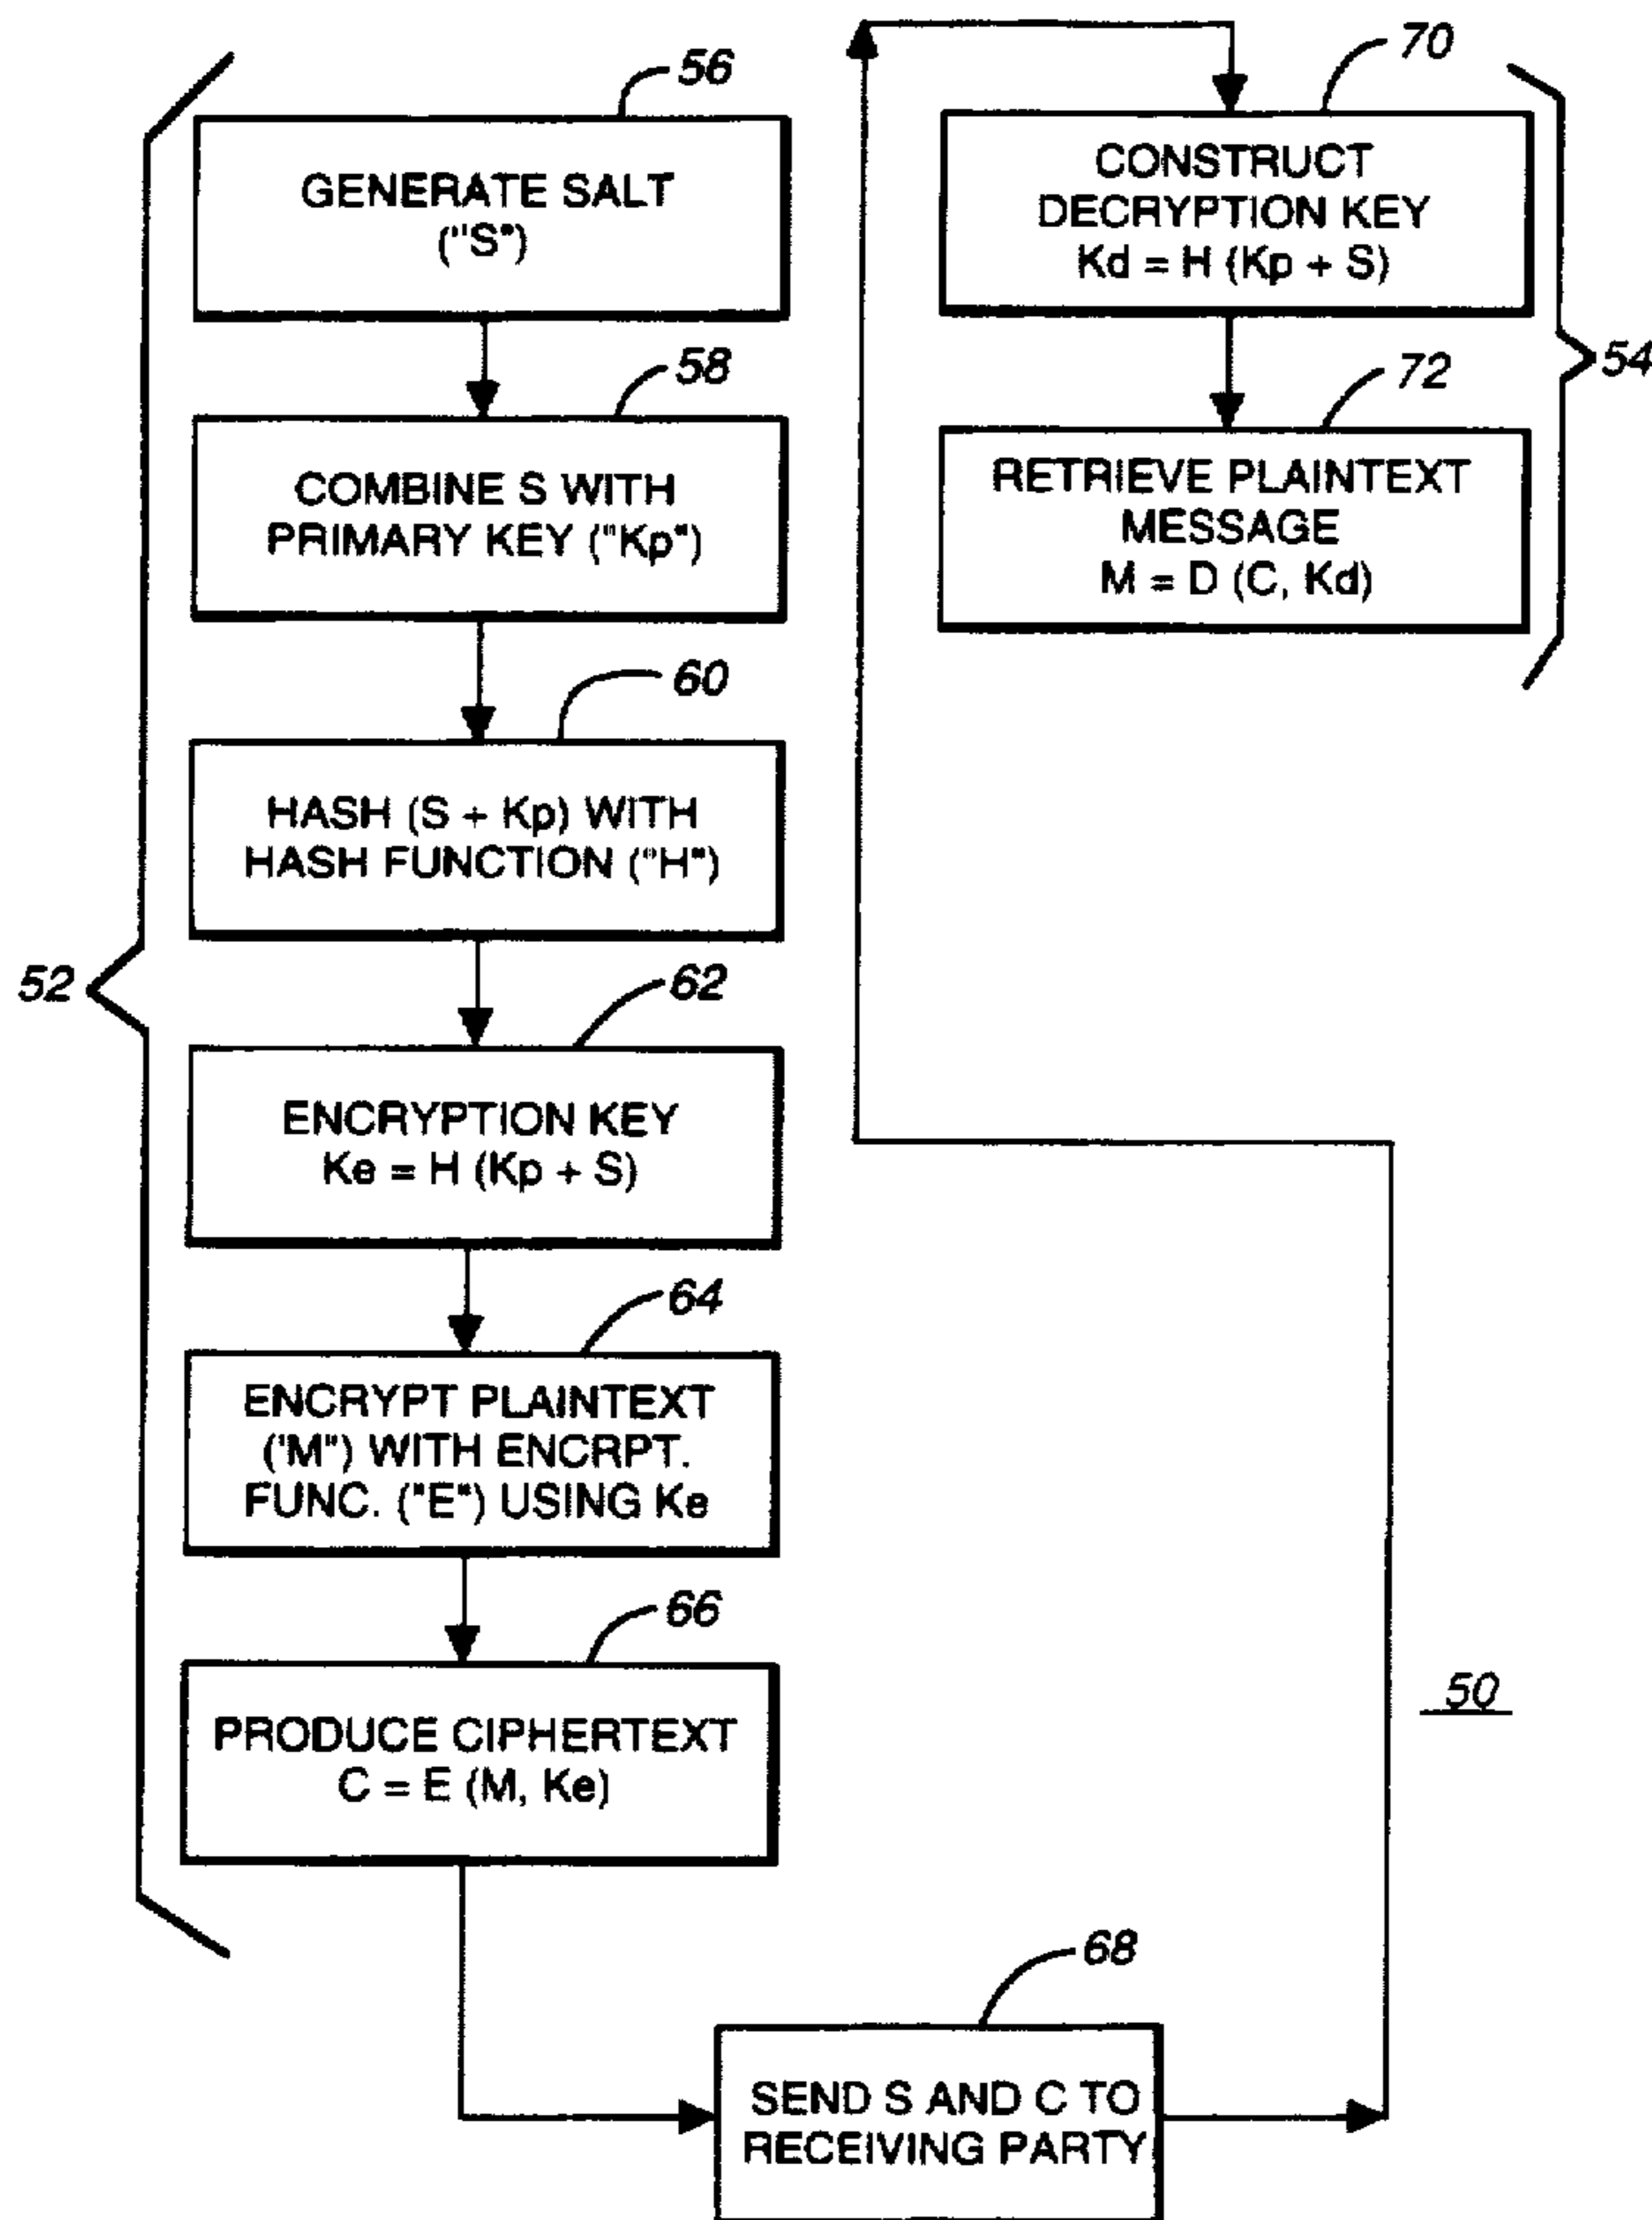 52
56
GENERATE SALT
("S")
58
COMBINE S WITH
PRIMARY KEY ("Kp")
60
HASH (S + Kp) WITH
HASH FUNCTION ("H")
62
ENCRYPTION KEY
Ke = H (Kp + S)
64
ENCRYPT PLAINTEXT
("M") WITH ENCRPT.
FUNC. ("E") USING Ke
66
PRODUCE CIPHERTEXT
C = E (M, Ke)
68
SEND S AND C TO
RECEIVING PARTY
70
CONSTRUCT
DECRYPTION KEY
Kd = H (Kp + S)
72
RETRIEVE PLAINTEXT
MESSAGE
M = D (C, Kd)
54
50